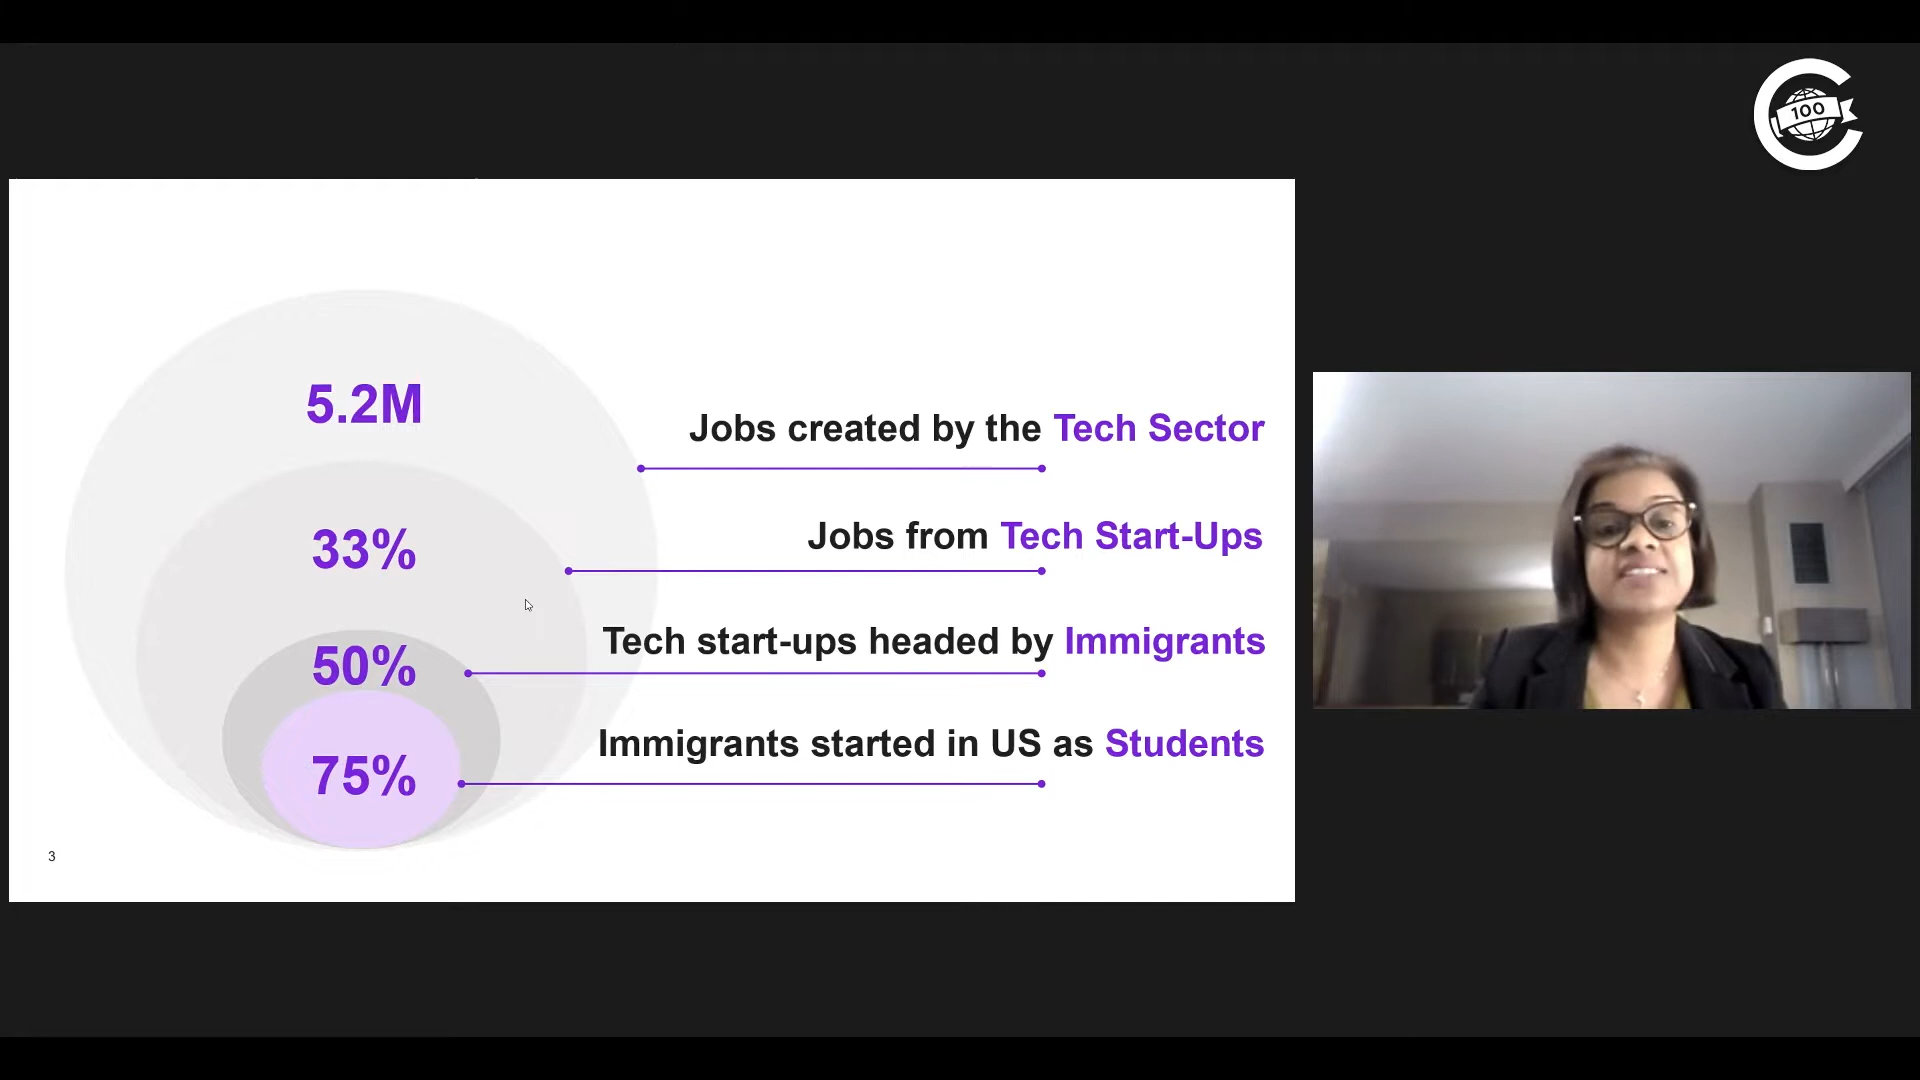 100
5.2M
Jobs created by the Tech Sector
33%
Jobs from Tech Start-Ups
50%
Tech start-ups headed by Immigrants
75%
Immigrants started in US as Students
3